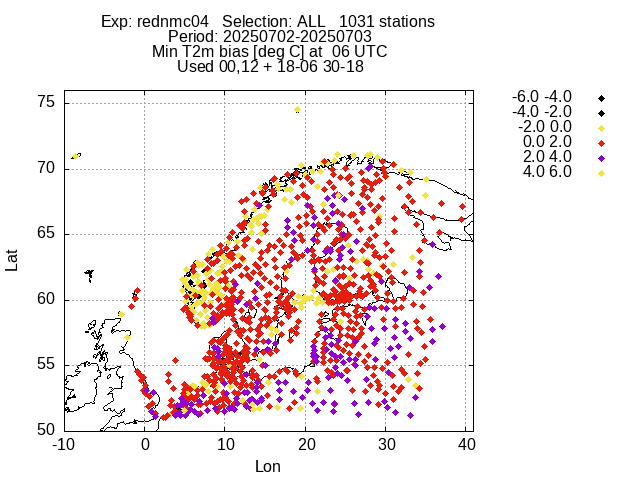 Exp: rednmc04   Selection: ALL   1031 stations
Period: 20250702-20250703
Min T2m bias [deg C] at  06 UTC
Used 00,12 + 18-06 30-18
-6.0 -4.0
-4.0 -2.0
-2.0 0.0
0.0 2.0
2.0 4.0
4.0 6.0
75
70
65
60
55
50
Lat
-10 0 10 20 30 40
Lon